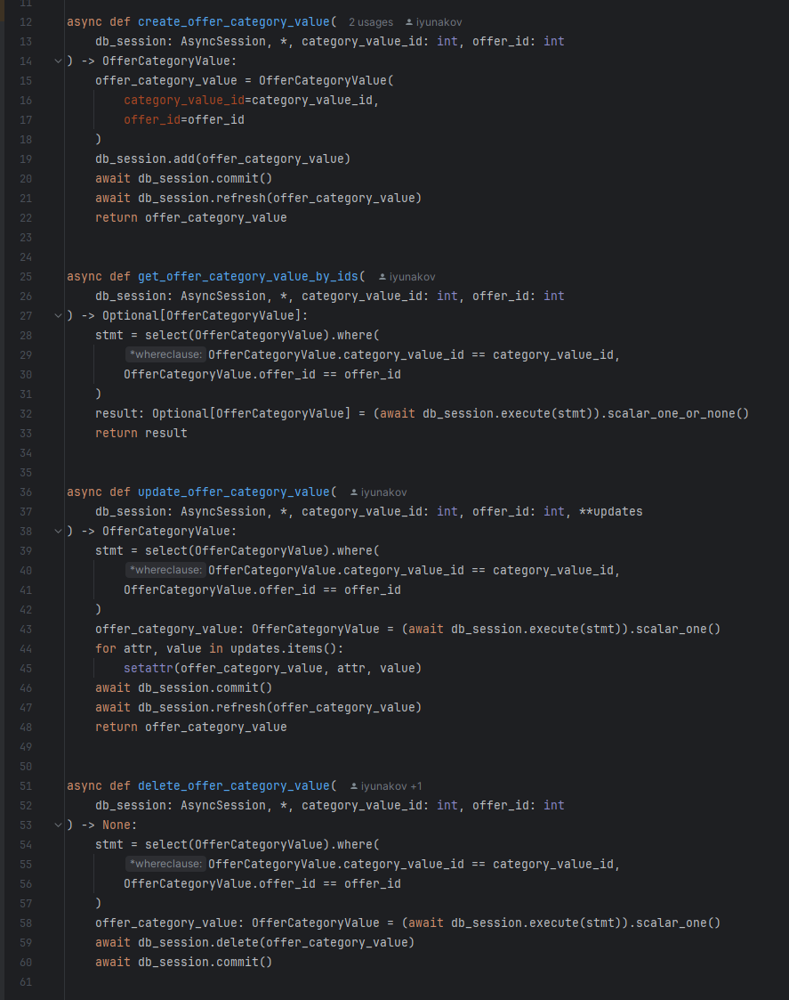 11
12 async def create_offer_category_value( 2 usages iyunakov
13 db_session: AsyncSession, *, category_value_id: int, offer_id: int
14 ) -> OfferCategoryValue:
15 offer_category_value = OfferCategoryValue(
16 category_value_id=category_value_id,
17 offer_id=offer_id
18 )
19 db_session.add(offer_category_value)
20 await db_session.commit()
21 await db_session.refresh(offer_category_value)
22 return offer_category_value
23
24
25 async def get_offer_category_value_by_ids( iyunakov
26 db_session: AsyncSession, *, category_value_id: int, offer_id: int
27 ) -> Optional[OfferCategoryValue]:
28 stmt = select(OfferCategoryValue).where(
29 *whereclause: OfferCategoryValue.category_value_id == category_value_id,
30 OfferCategoryValue.offer_id == offer_id
31 )
32 result: Optional[OfferCategoryValue] = (await db_session.execute(stmt)).scalar_one_or_none()
33 return result
34
35
36 async def update_offer_category_value( iyunakov
37 db_session: AsyncSession, *, category_value_id: int, offer_id: int, **updates
38 ) -> OfferCategoryValue:
39 stmt = select(OfferCategoryValue).where(
40 *whereclause: OfferCategoryValue.category_value_id == category_value_id,
41 OfferCategoryValue.offer_id == offer_id
42 )
43 offer_category_value: OfferCategoryValue = (await db_session.execute(stmt)).scalar_one()
44 for attr, value in updates.items():
45 setattr(offer_category_value, attr, value)
46 await db_session.commit()
47 await db_session.refresh(offer_category_value)
48 return offer_category_value
49
50
51 async def delete_offer_category_value( iyunakov +1
52 db_session: AsyncSession, *, category_value_id: int, offer_id: int
53 ) -> None:
54 stmt = select(OfferCategoryValue).where(
55 *whereclause: OfferCategoryValue.category_value_id == category_value_id,
56 OfferCategoryValue.offer_id == offer_id
57 )
58 offer_category_value: OfferCategoryValue = (await db_session.execute(stmt)).scalar_one()
59 await db_session.delete(offer_category_value)
60 await db_session.commit()
61